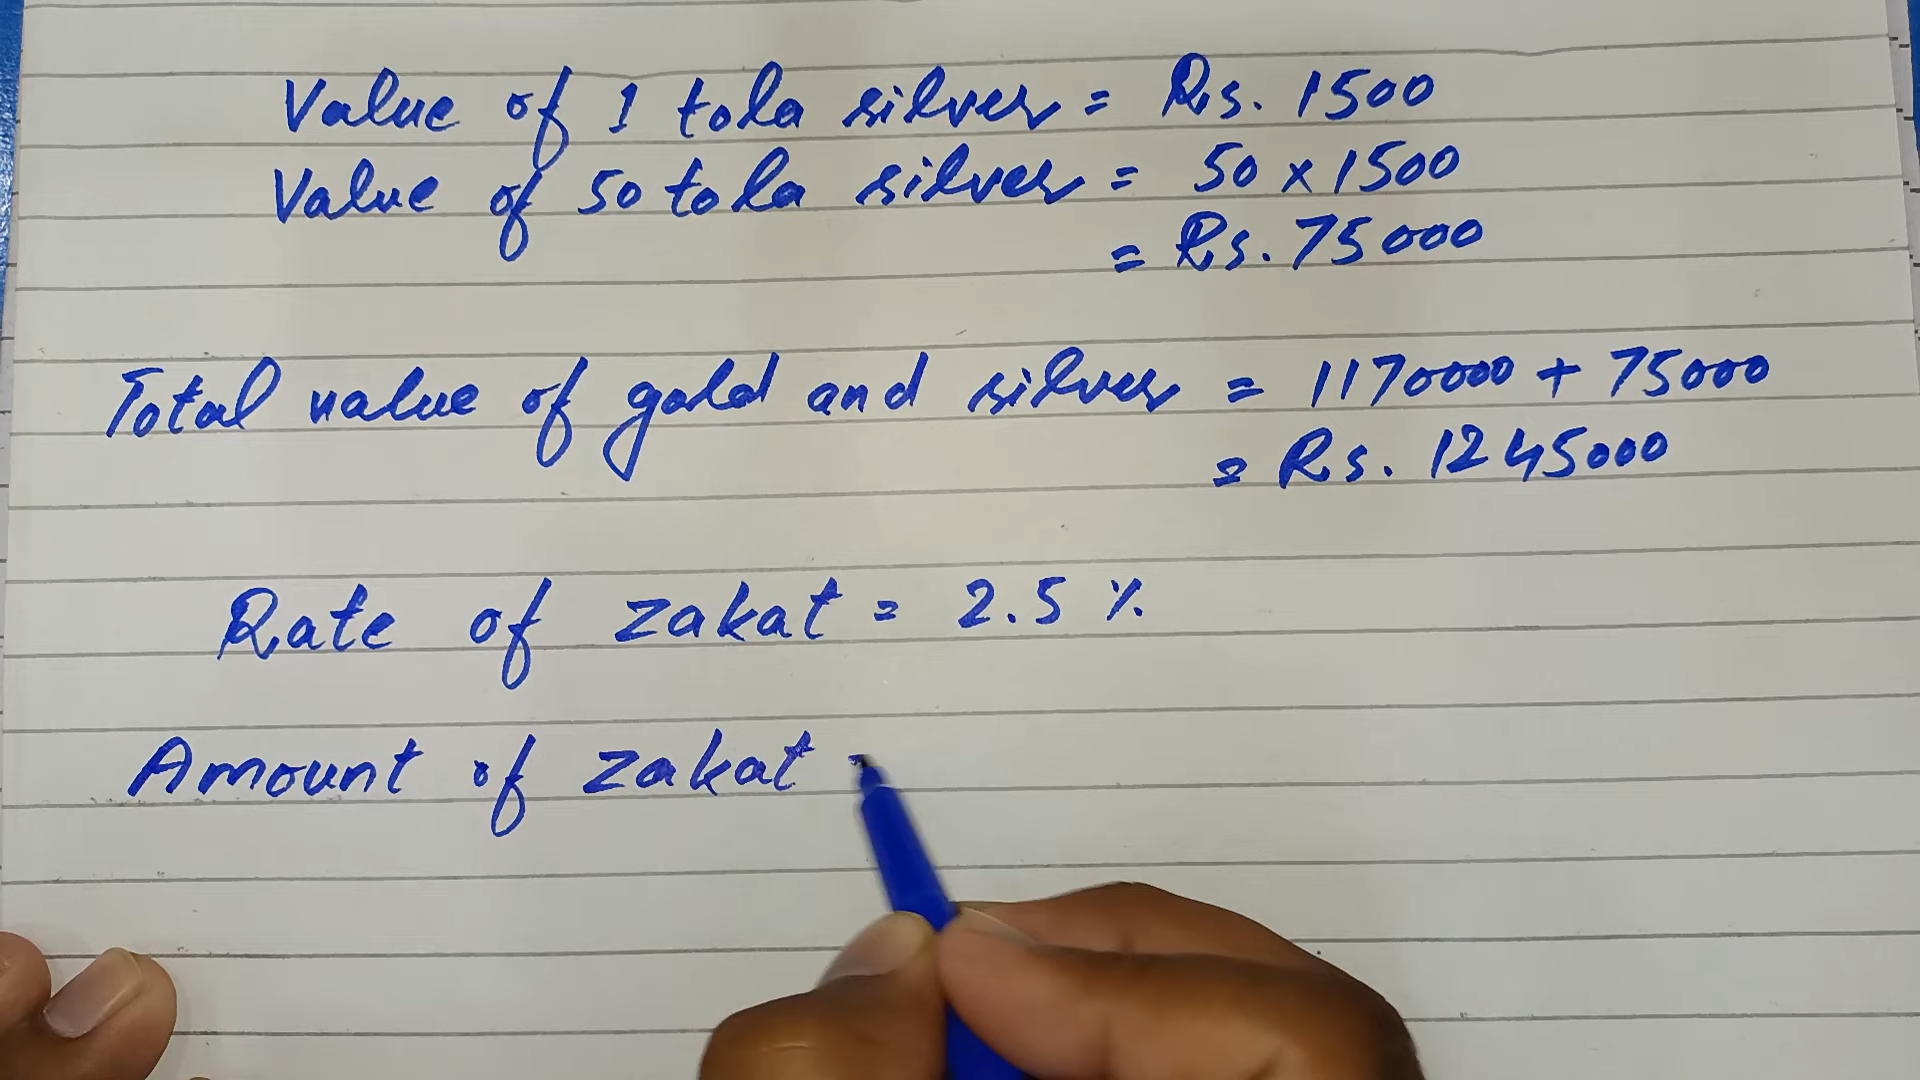 Value of 1 tola silver = Rs. 1500
Value of 50 tola silver = 50 × 1500
= Rs. 75000
Total value of gold and silver = 1170000 + 75000
= Rs. 1245000
Rate of zakat = 2.5 %
Amount of zakat =